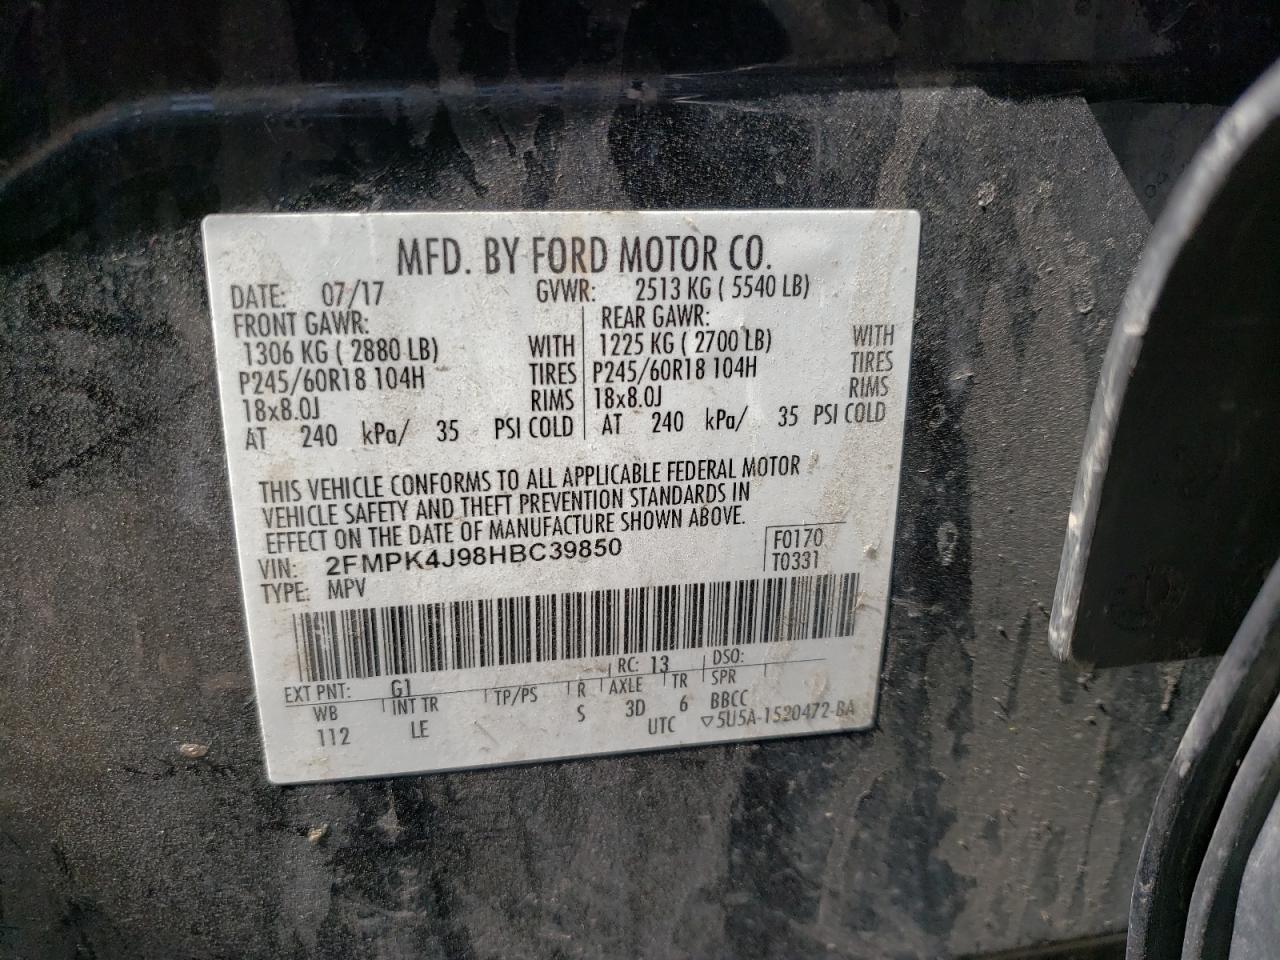 MFD. BY FORD MOTOR CO.
DATE: 07/17 GVWR: 2513 KG ( 5540 LB)
FRONT GAWR: REAR GAWR:
1306 KG ( 2880 LB) WITH 1225 KG ( 2700 LB) WITH
P245/60R18 104H TIRES P245/60R18 104H TIRES
18x8.0J RIMS 18x8.0J RIMS
AT 240 kPa/ 35 PSI COLD AT 240 kPa/ 35 PSI COLD
THIS VEHICLE CONFORMS TO ALL APPLICABLE FEDERAL MOTOR
VEHICLE SAFETY AND THEFT PREVENTION STANDARDS IN
EFFECT ON THE DATE OF MANUFACTURE SHOWN ABOVE.
VIN: 2FMPK4J98HBC39850 F0170
TYPE: MPV T0331
EXT PNT: G1 RC: 13 DSO:
WB INT TR TP/PS R AXLE TR SPR
112 LE S 3D 6 BBCC
UTC ▽5U5A-1520472-BA